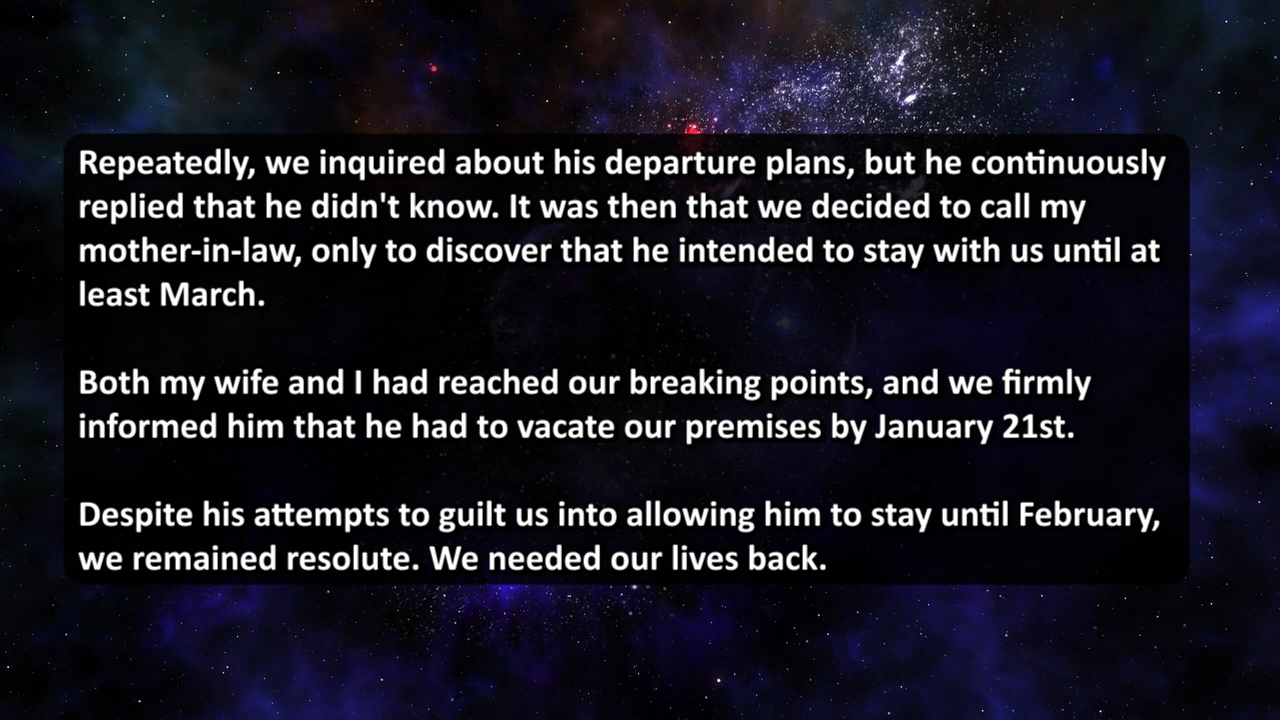 Repeatedly, we inquired about his departure plans, but he continuously
replied that he didn't know. It was then that we decided to call my
mother-in-law, only to discover that he intended to stay with us until at
least March.
Both my wife and I had reached our breaking points, and we firmly
informed him that he had to vacate our premises by January 21st.
Despite his attempts to guilt us into allowing him to stay until February,
we remained resolute. We needed our lives back.